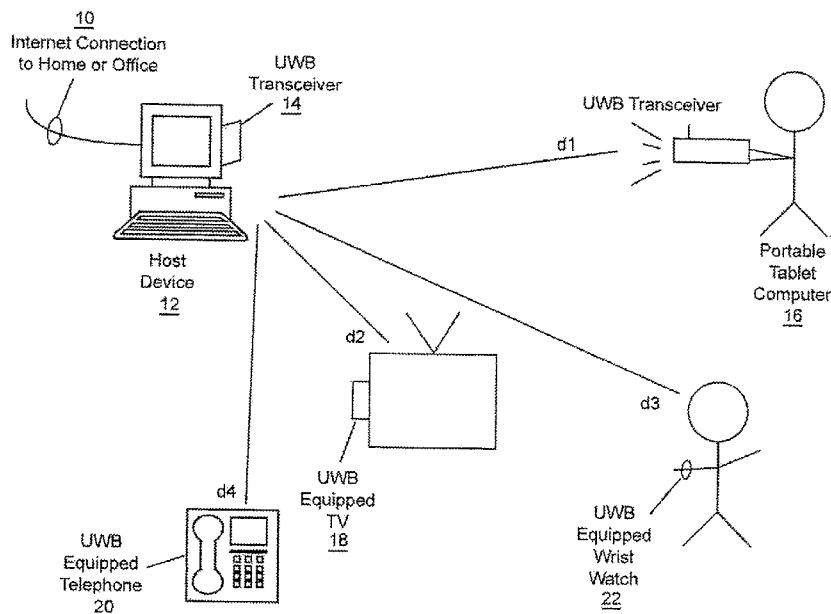 10
Internet Connection
to Home or Office
UWB
Transceiver
14
UWB Transceiver
d1
Host
Device
12
Portable
Tablet
Computer
16
d2
d3
UWB
Equipped
TV
18
d4
UWB
Equipped
Telephone
20
UWB
Equipped
Wrist
Watch
22